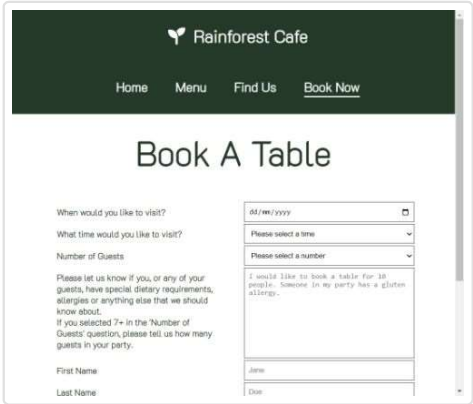 Rainforest Cafe
Home Menu Find Us Book Now
Book A Table
When would you like to visit? dd/mm/yyyy
What time would you like to visit? Please select a time
Number of Guests Please select a number
Please let us know if you, or any of your
guests, have special dietary requirements,
allergies or anything else that we should
know about.
If you selected 7+ in the 'Number of
Guests' question, please tell us how many
guests in your party.
I would like to book a table for 10
people. Someone in my party has a gluten
allergy.
First Name Jane
Last Name Doe